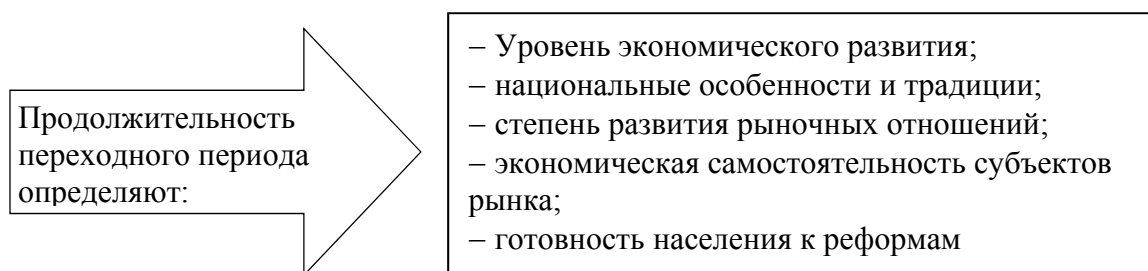 Продолжительность
переходного периода
определяют:
– Уровень экономического развития;
– национальные особенности и традиции;
– степень развития рыночных отношений;
– экономическая самостоятельность субъектов
рынка;
– готовность населения к реформам